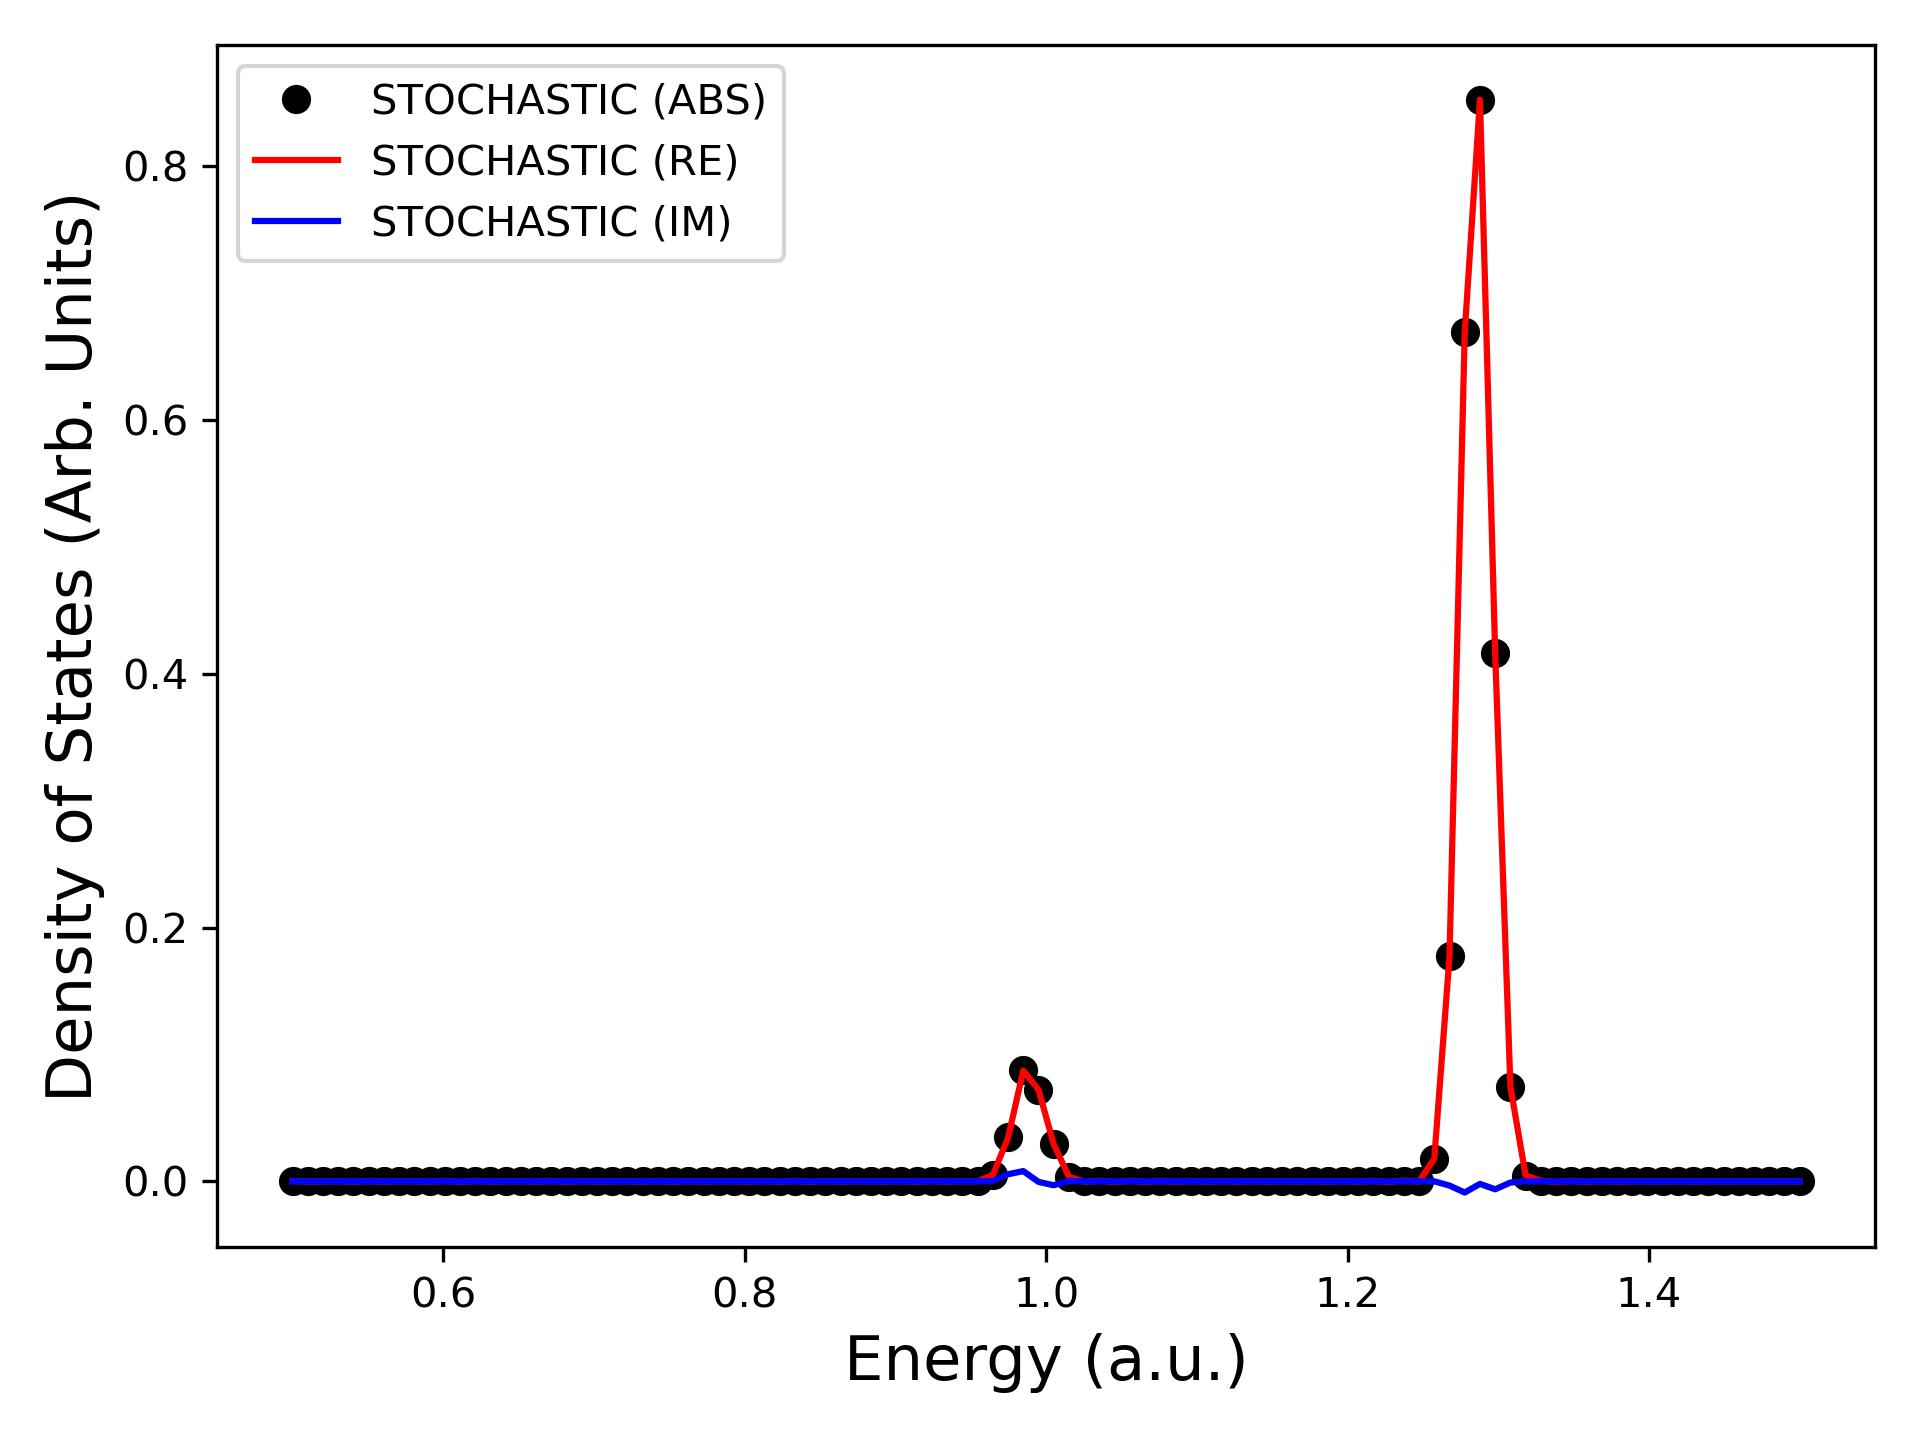 STOCHASTIC (ABS)
STOCHASTIC (RE)
STOCHASTIC (IM)
Density of States (Arb. Units)
0.8
0.6
0.4
0.2
0.0
0.6 0.8 1.0 1.2 1.4
Energy (a.u.)